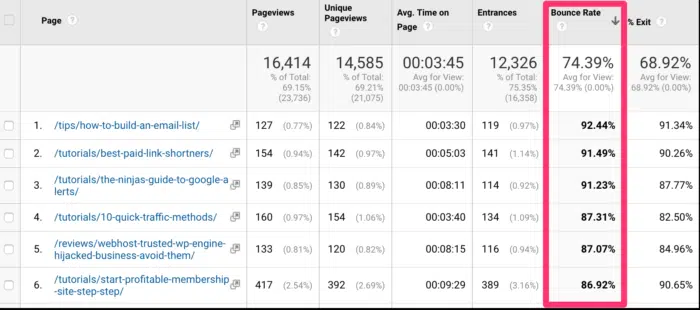 Page Pageviews Unique Pageviews Avg. Time on Page Entrances Bounce Rate % Exit
16,414 14,585 00:03:45 12,326 74.39% 68.92%
% of Total: 69.15% (23,736) % of Total: 69.21% (21,075) Avg for View: 00:03:45 (0.00%) % of Total: 75.35% (16,358) Avg for View: 74.39% (0.00%) Avg for View: 68.92% (0.00%)
1. /tips/how-to-build-an-email-list/ 127 (0.77%) 122 (0.84%) 00:03:30 119 (0.97%) 92.44% 91.34%
2. /tutorials/best-paid-link-shortners/ 154 (0.94%) 142 (0.97%) 00:05:03 141 (1.14%) 91.49% 90.26%
3. /tutorials/the-ninjas-guide-to-google-a
lerts/ 139 (0.85%) 130 (0.89%) 00:08:11 114 (0.92%) 91.23% 87.77%
4. /tutorials/10-quick-traffic-methods/ 160 (0.97%) 154 (1.06%) 00:03:40 134 (1.09%) 87.31% 82.50%
5. /reviews/webhost-trusted-wp-engine-
hijacked-business-avoid-them/ 133 (0.81%) 120 (0.82%) 00:08:15 116 (0.94%) 87.07% 84.96%
6. /tutorials/start-profitable-membership
-site-step-step/ 417 (2.54%) 392 (2.69%) 00:09:29 389 (3.16%) 86.92% 90.65%